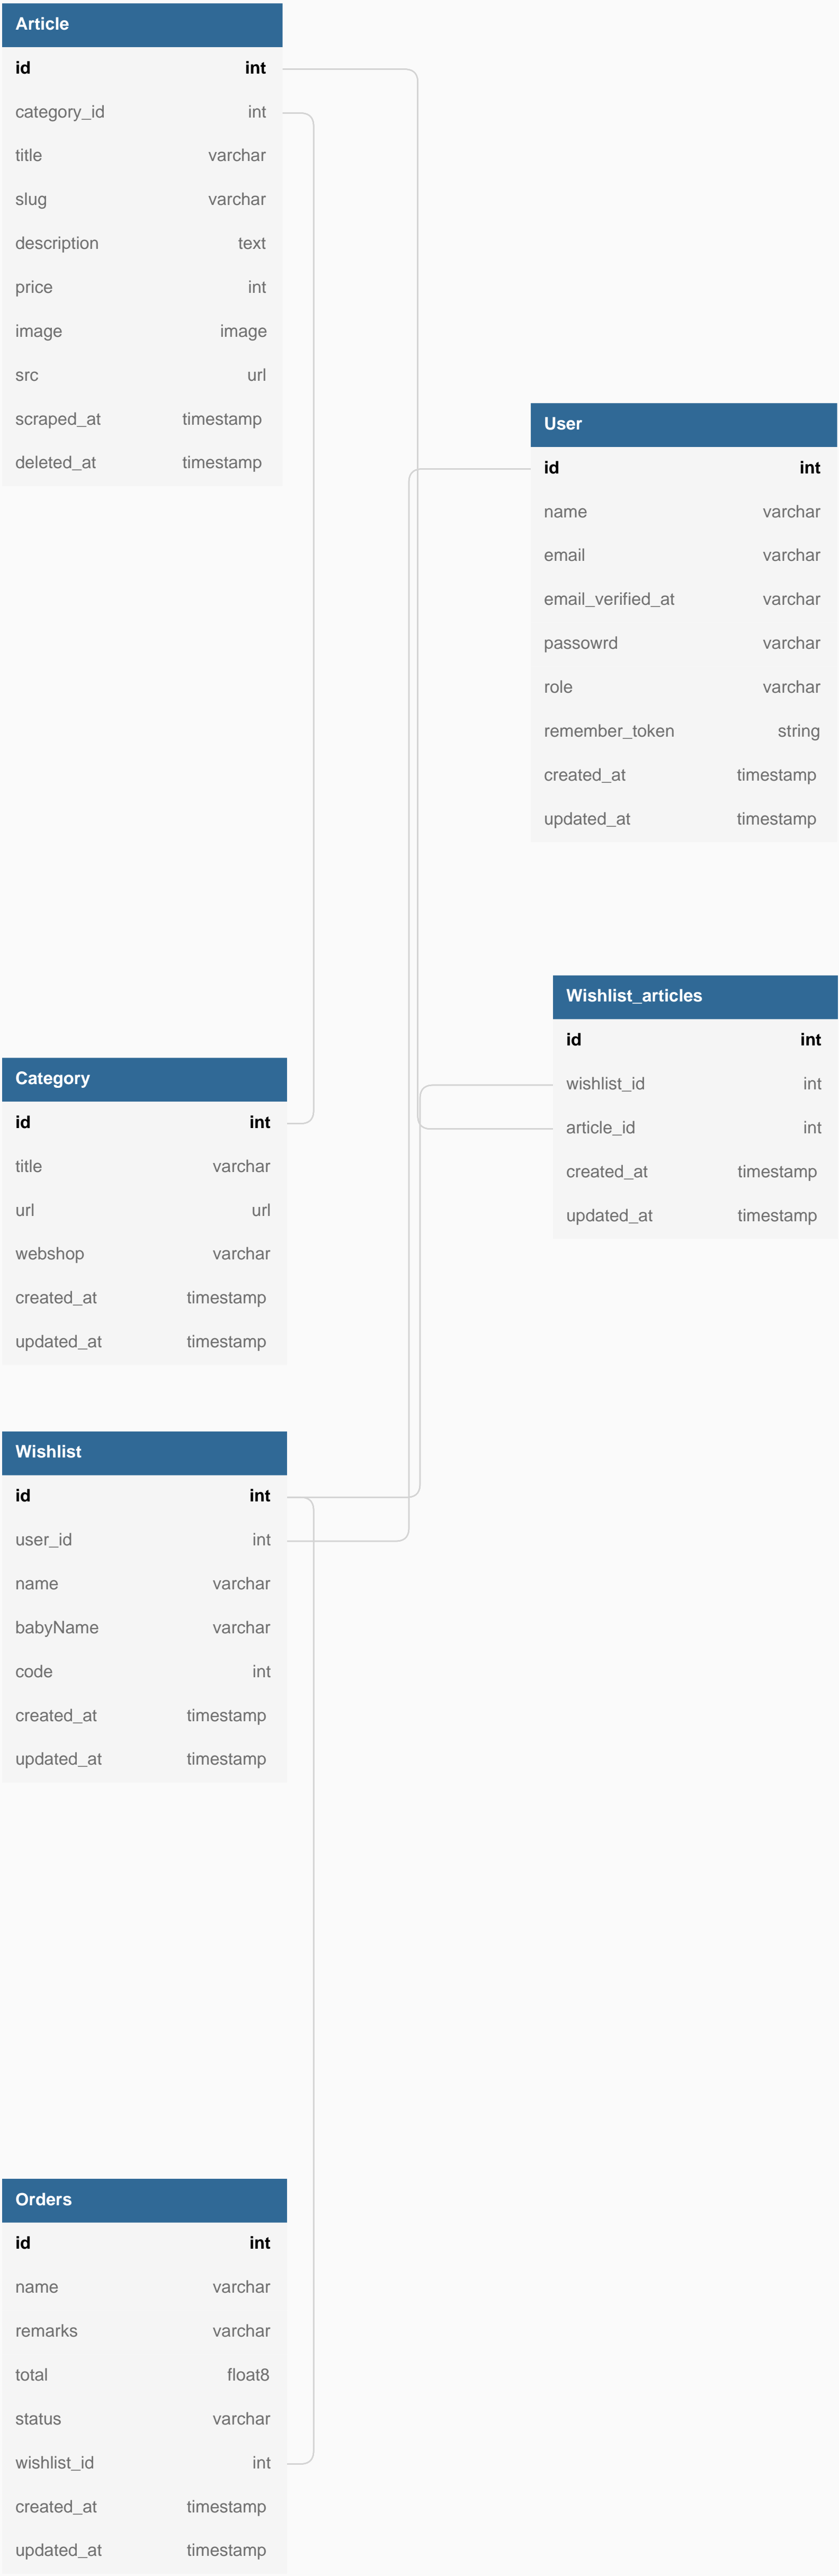 Article
id int
category_id int
title varchar
slug varchar
description text
price int
image image
src url
scraped_at timestamp
deleted_at timestamp
User
id int
name varchar
email varchar
email_verified_at varchar
passowrd varchar
role varchar
remember_token string
created_at timestamp
updated_at timestamp
Wishlist_articles
id int
wishlist_id int
article_id int
created_at timestamp
updated_at timestamp
Category
id int
title varchar
url url
webshop varchar
created_at timestamp
updated_at timestamp
Wishlist
id int
user_id int
name varchar
babyName varchar
code int
created_at timestamp
updated_at timestamp
Orders
id int
name varchar
remarks varchar
total float8
status varchar
wishlist_id int
created_at timestamp
updated_at timestamp